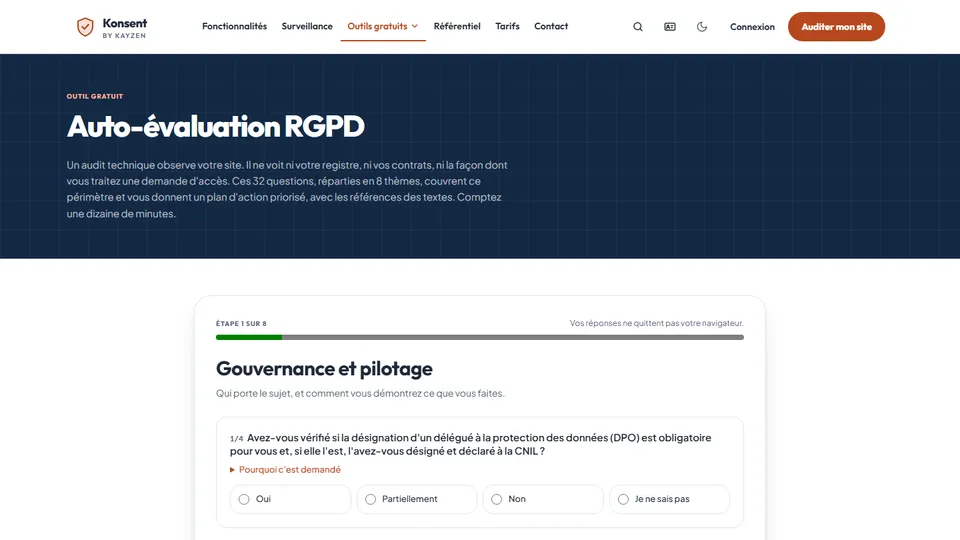 Konsent
BY KAYZEN
Fonctionnalités
Surveillance
Outils gratuits
Référentiel
Tarifs
Contact
Connexion
Auditer mon site
OUTIL GRATUIT
Auto-évaluation RGPD
Un audit technique observe votre site. Il ne voit ni votre registre, ni vos contrats, ni la façon dont
vous traitez une demande d'accès. Ces 32 questions, réparties en 8 thèmes, couvrent ce
périmètre et vous donnent un plan d'action priorisé, avec les références des textes. Comptez
une dizaine de minutes.
ÉTAPE 1 SUR 8
Vos réponses ne quittent pas votre navigateur.
Gouvernance et pilotage
Qui porte le sujet, et comment vous démontrez ce que vous faites.
1/4 Avez-vous vérifié si la désignation d'un délégué à la protection des données (DPO) est obligatoire
pour vous et, si elle l'est, l'avez-vous désigné et déclaré à la CNIL ?
Pourquoi c'est demandé
Oui
Partiellement
Non
Je ne sais pas